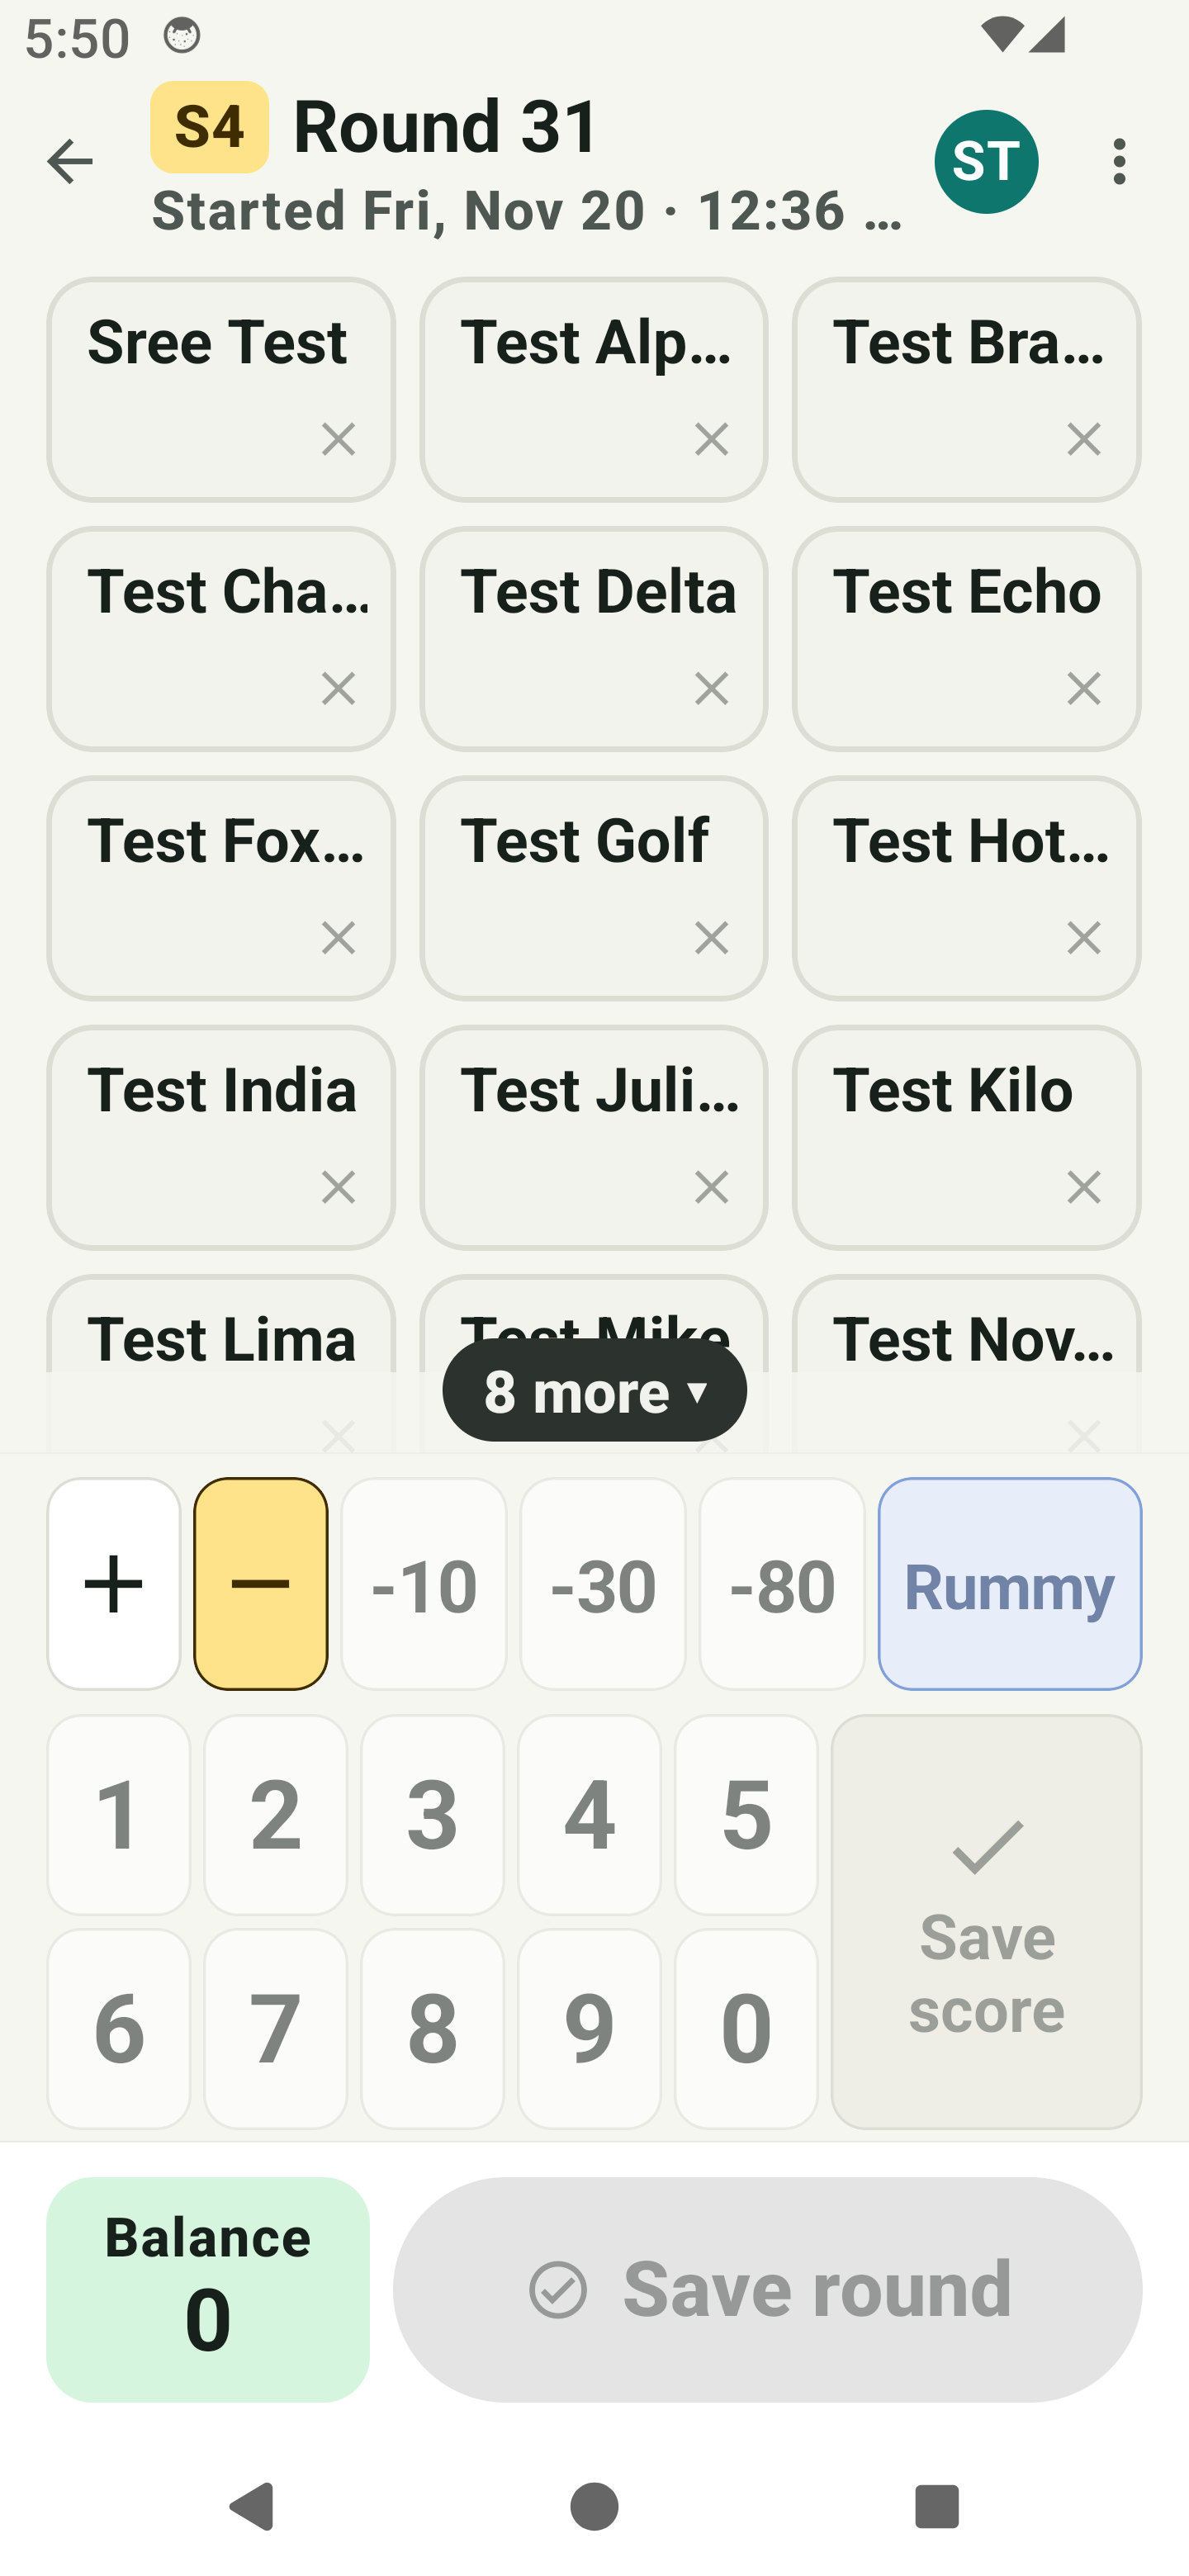 5:50
S4 Round 31
ST
Started Fri, Nov 20 · 12:36 …
Sree Test
Test Alp…
Test Bra…
Test Cha…
Test Delta
Test Echo
Test Fox…
Test Golf
Test Hot…
Test India
Test Juli…
Test Kilo
Test Lima
Test Mike
Test Nov…
8 more ▾
+ − -10 -30 -80 Rummy
1 2 3 4 5
6 7 8 9 0
Save
score
Balance
0
Save round